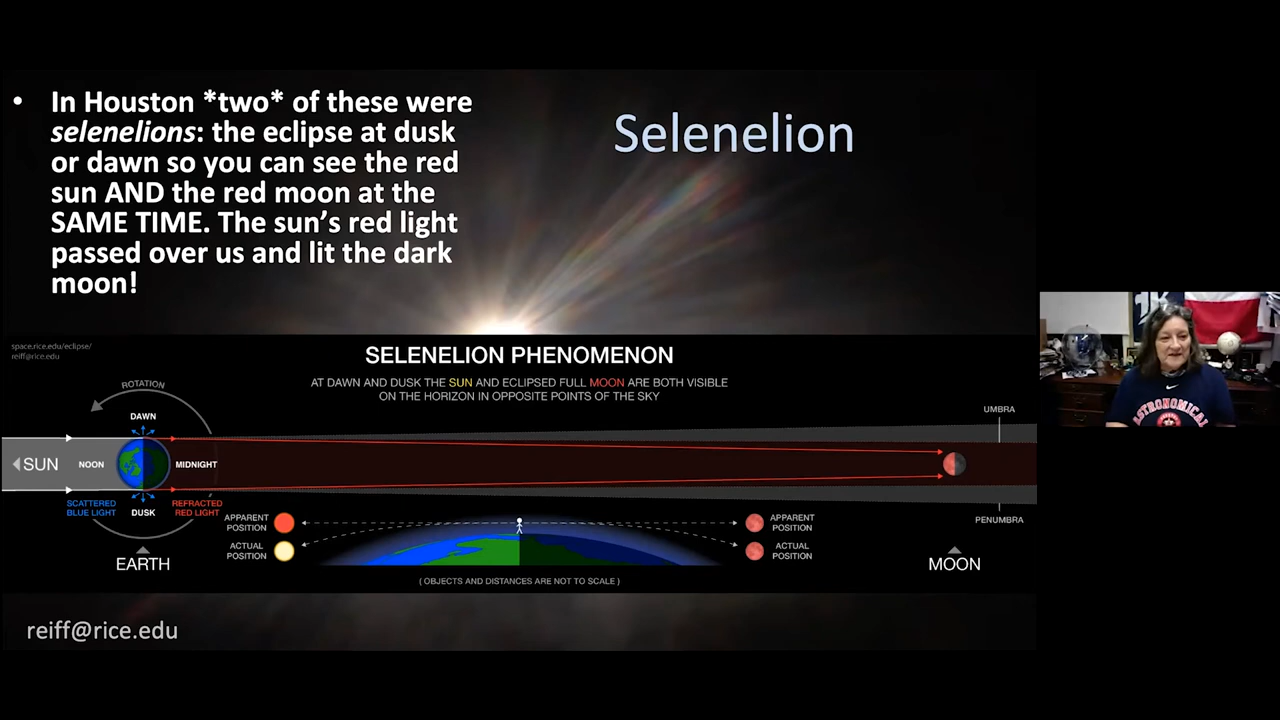 • In Houston *two* of these were
selenelions: the eclipse at dusk
or dawn so you can see the red
sun AND the red moon at the
SAME TIME. The sun’s red light
passed over us and lit the dark
moon!
Selenelion
space.rice.edu/eclipse/
reiff@rice.edu
SELENELION PHENOMENON
AT DAWN AND DUSK THE SUN AND ECLIPSED FULL MOON ARE BOTH VISIBLE
ON THE HORIZON IN OPPOSITE POINTS OF THE SKY
ROTATION
DAWN
SUN
NOON
MIDNIGHT
SCATTERED
BLUE LIGHT
DUSK
REFRACTED
RED LIGHT
EARTH
APPARENT
POSITION
ACTUAL
POSITION
APPARENT
POSITION
ACTUAL
POSITION
( OBJECTS AND DISTANCES ARE NOT TO SCALE )
UMBRA
PENUMBRA
MOON
reiff@rice.edu
ASTRONOMICAL